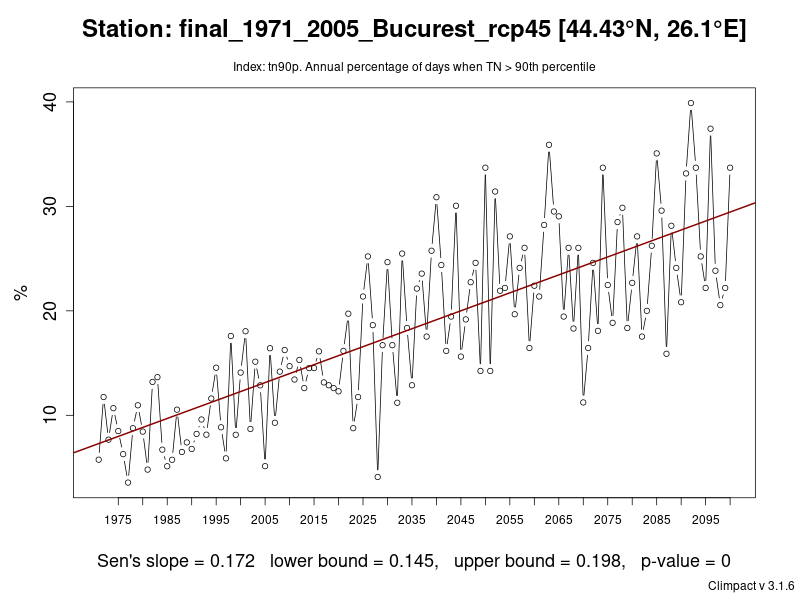 Station: final_1971_2005_Bucurest_rcp45 [44.43°N, 26.1°E]
Index: tn90p. Annual percentage of days when TN > 90th percentile
40
30
20
10
%
1975 1985 1995 2005 2015 2025 2035 2045 2055 2065 2075 2085 2095
Sen's slope = 0.172 lower bound = 0.145, upper bound = 0.198, p-value = 0
Climpact v 3.1.6